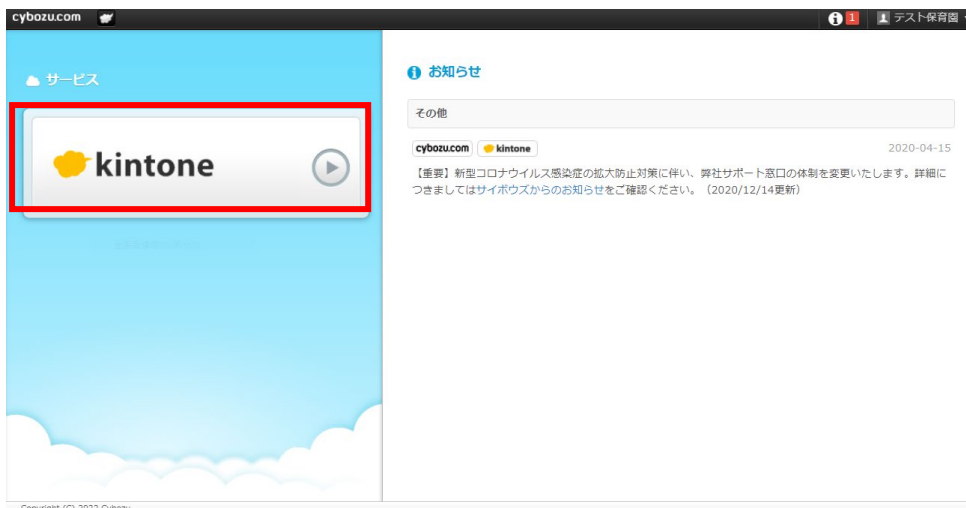 cybozu.com
1
テスト保育園
サービス
kintone
お知らせ
その他
cybozu.com kintone 2020-04-15
【重要】新型コロナウイルス感染症の拡大防止対策に伴い、弊社サポート窓口の体制を変更いたします。詳細に
つきましてはサイボウズからのお知らせをご確認ください。（2020/12/14更新）
Copyright (C) 2022 Cybozu